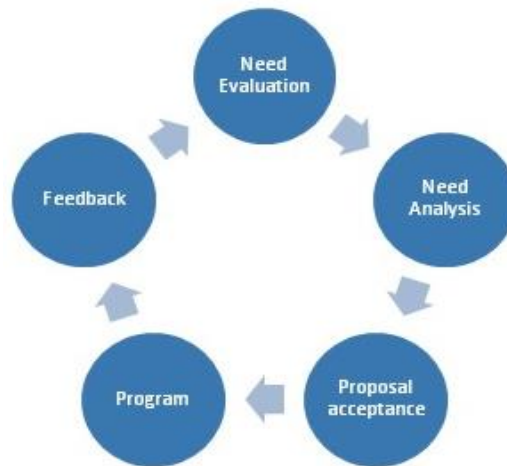 Need
Evaluation
Need
Analysis
Proposal
acceptance
Program
Feedback